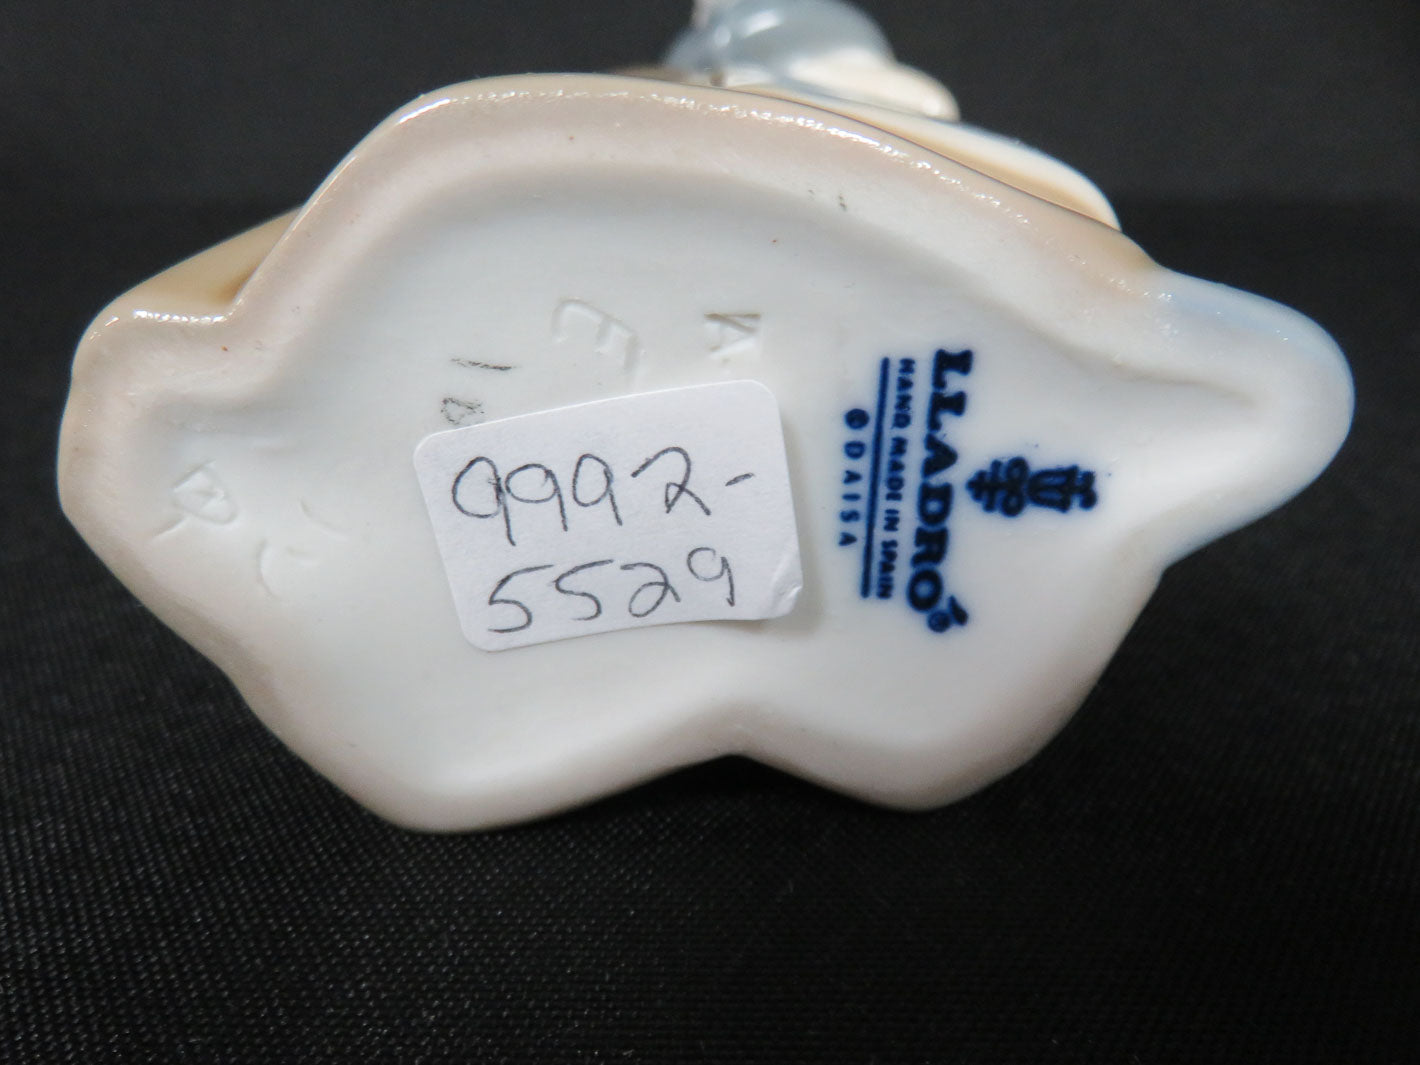 9992-
5529
LLADRÓ®
HAND MADE IN SPAIN
© DAISA
E
A